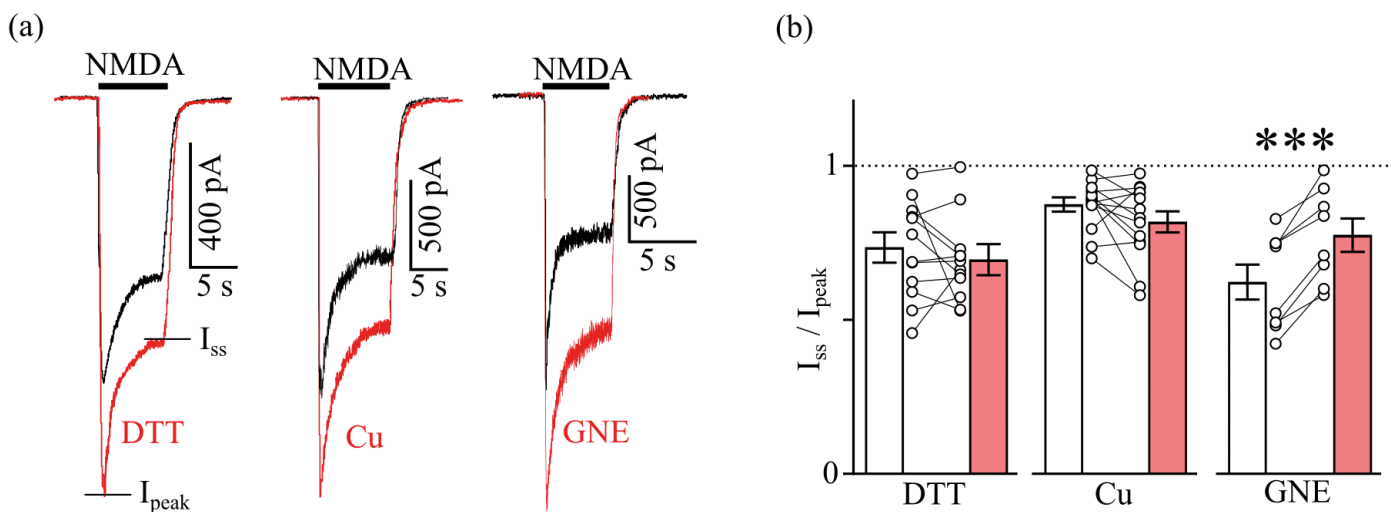 (a)
NMDA
400 pA
5 s
I_ss
DTT
I_peak
NMDA
500 pA
5 s
Cu
NMDA
500 pA
5 s
GNE
(b)
I_ss / I_peak
1
0
***
DTT
Cu
GNE